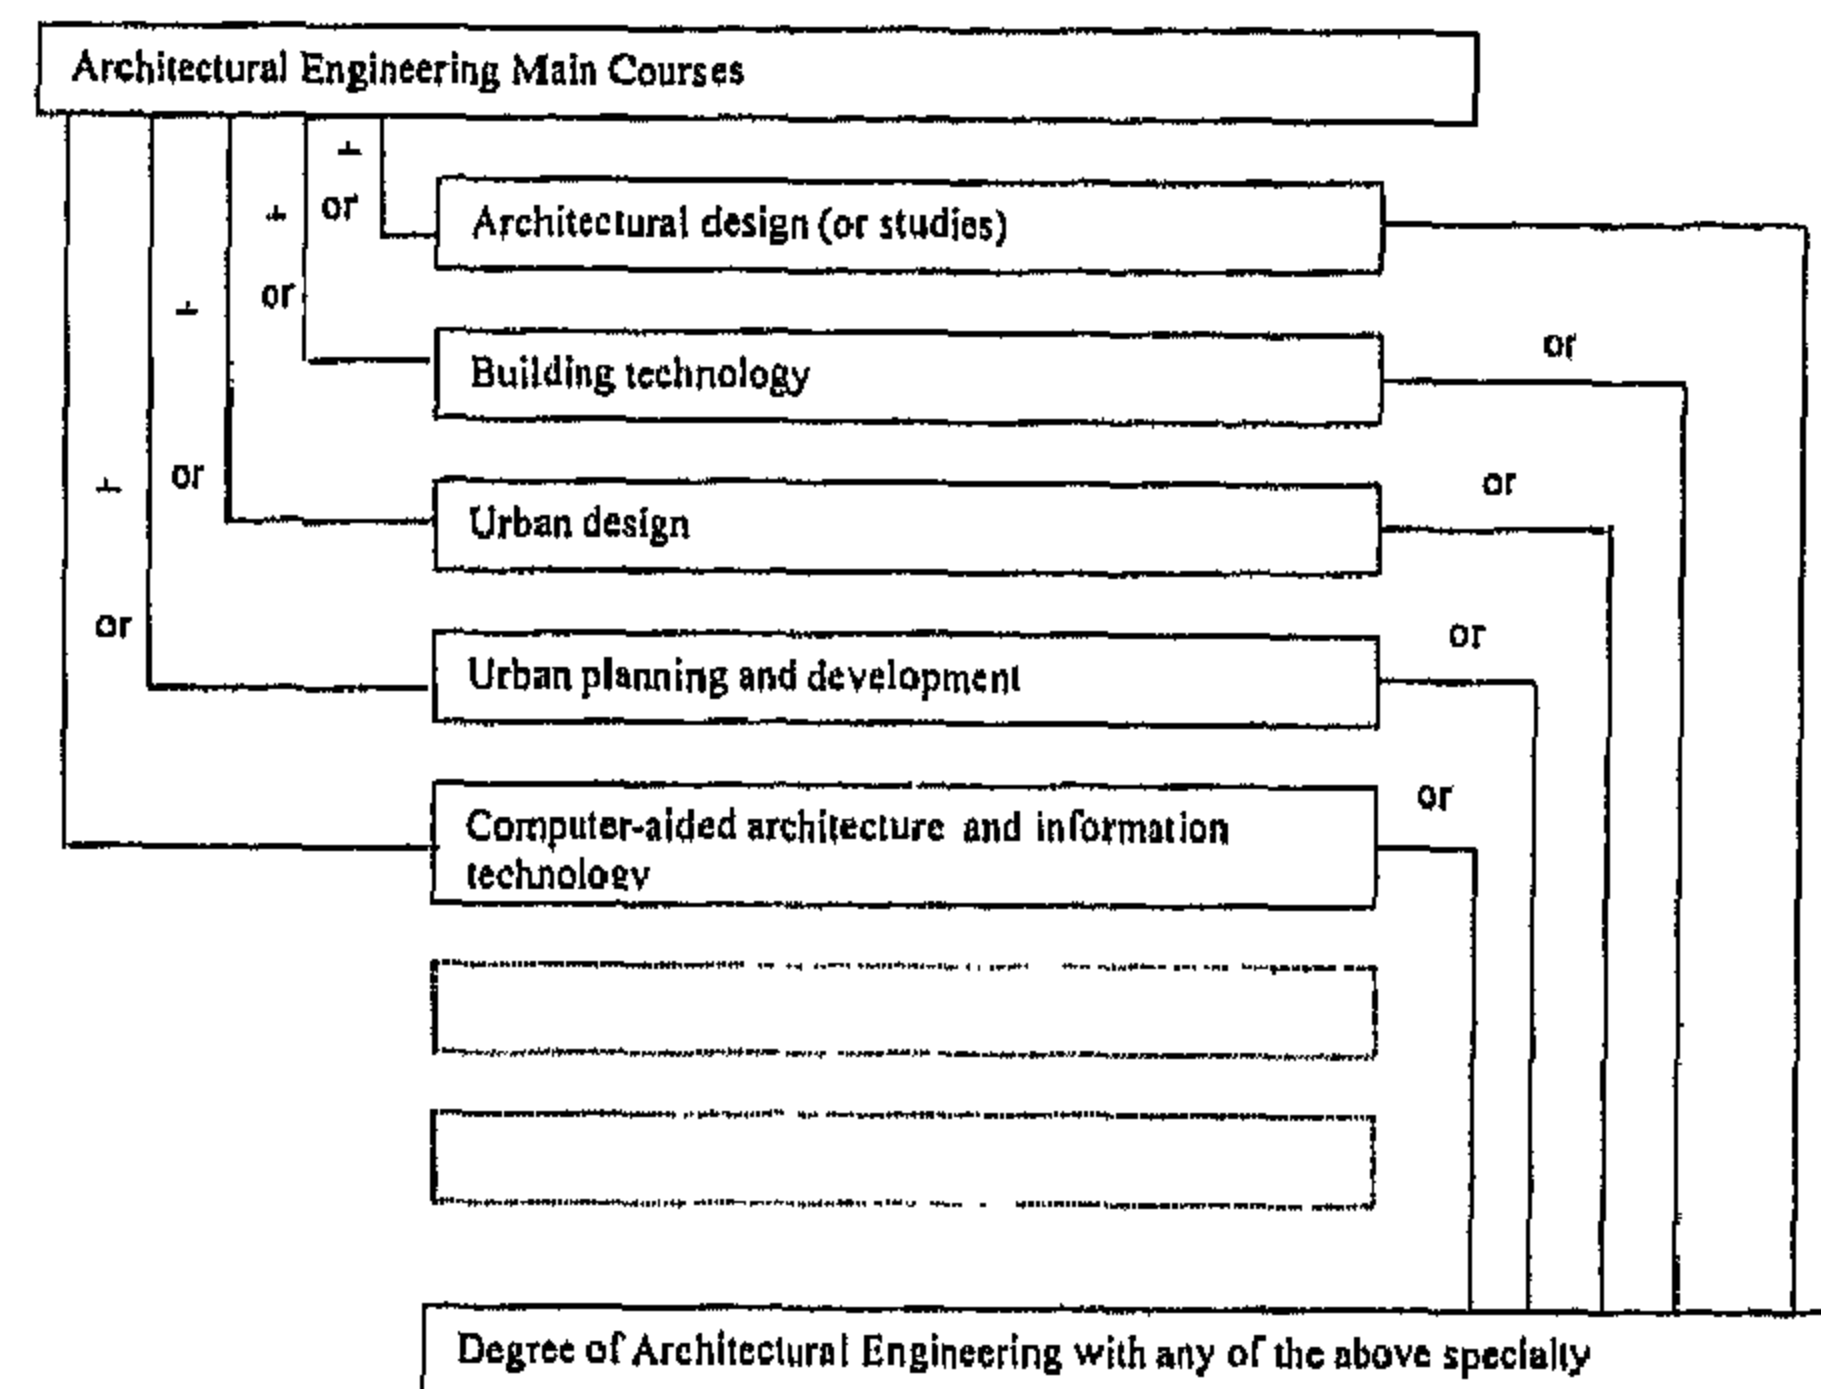 Architectural Engineering Main Courses
+
or
Architectural design (or studies)
+
or
Building technology
or
+
or
Urban design
or
+
or
Urban planning and development
or
Computer-aided architecture and information
technology
or
Degree of Architectural Engineering with any of the above specialty